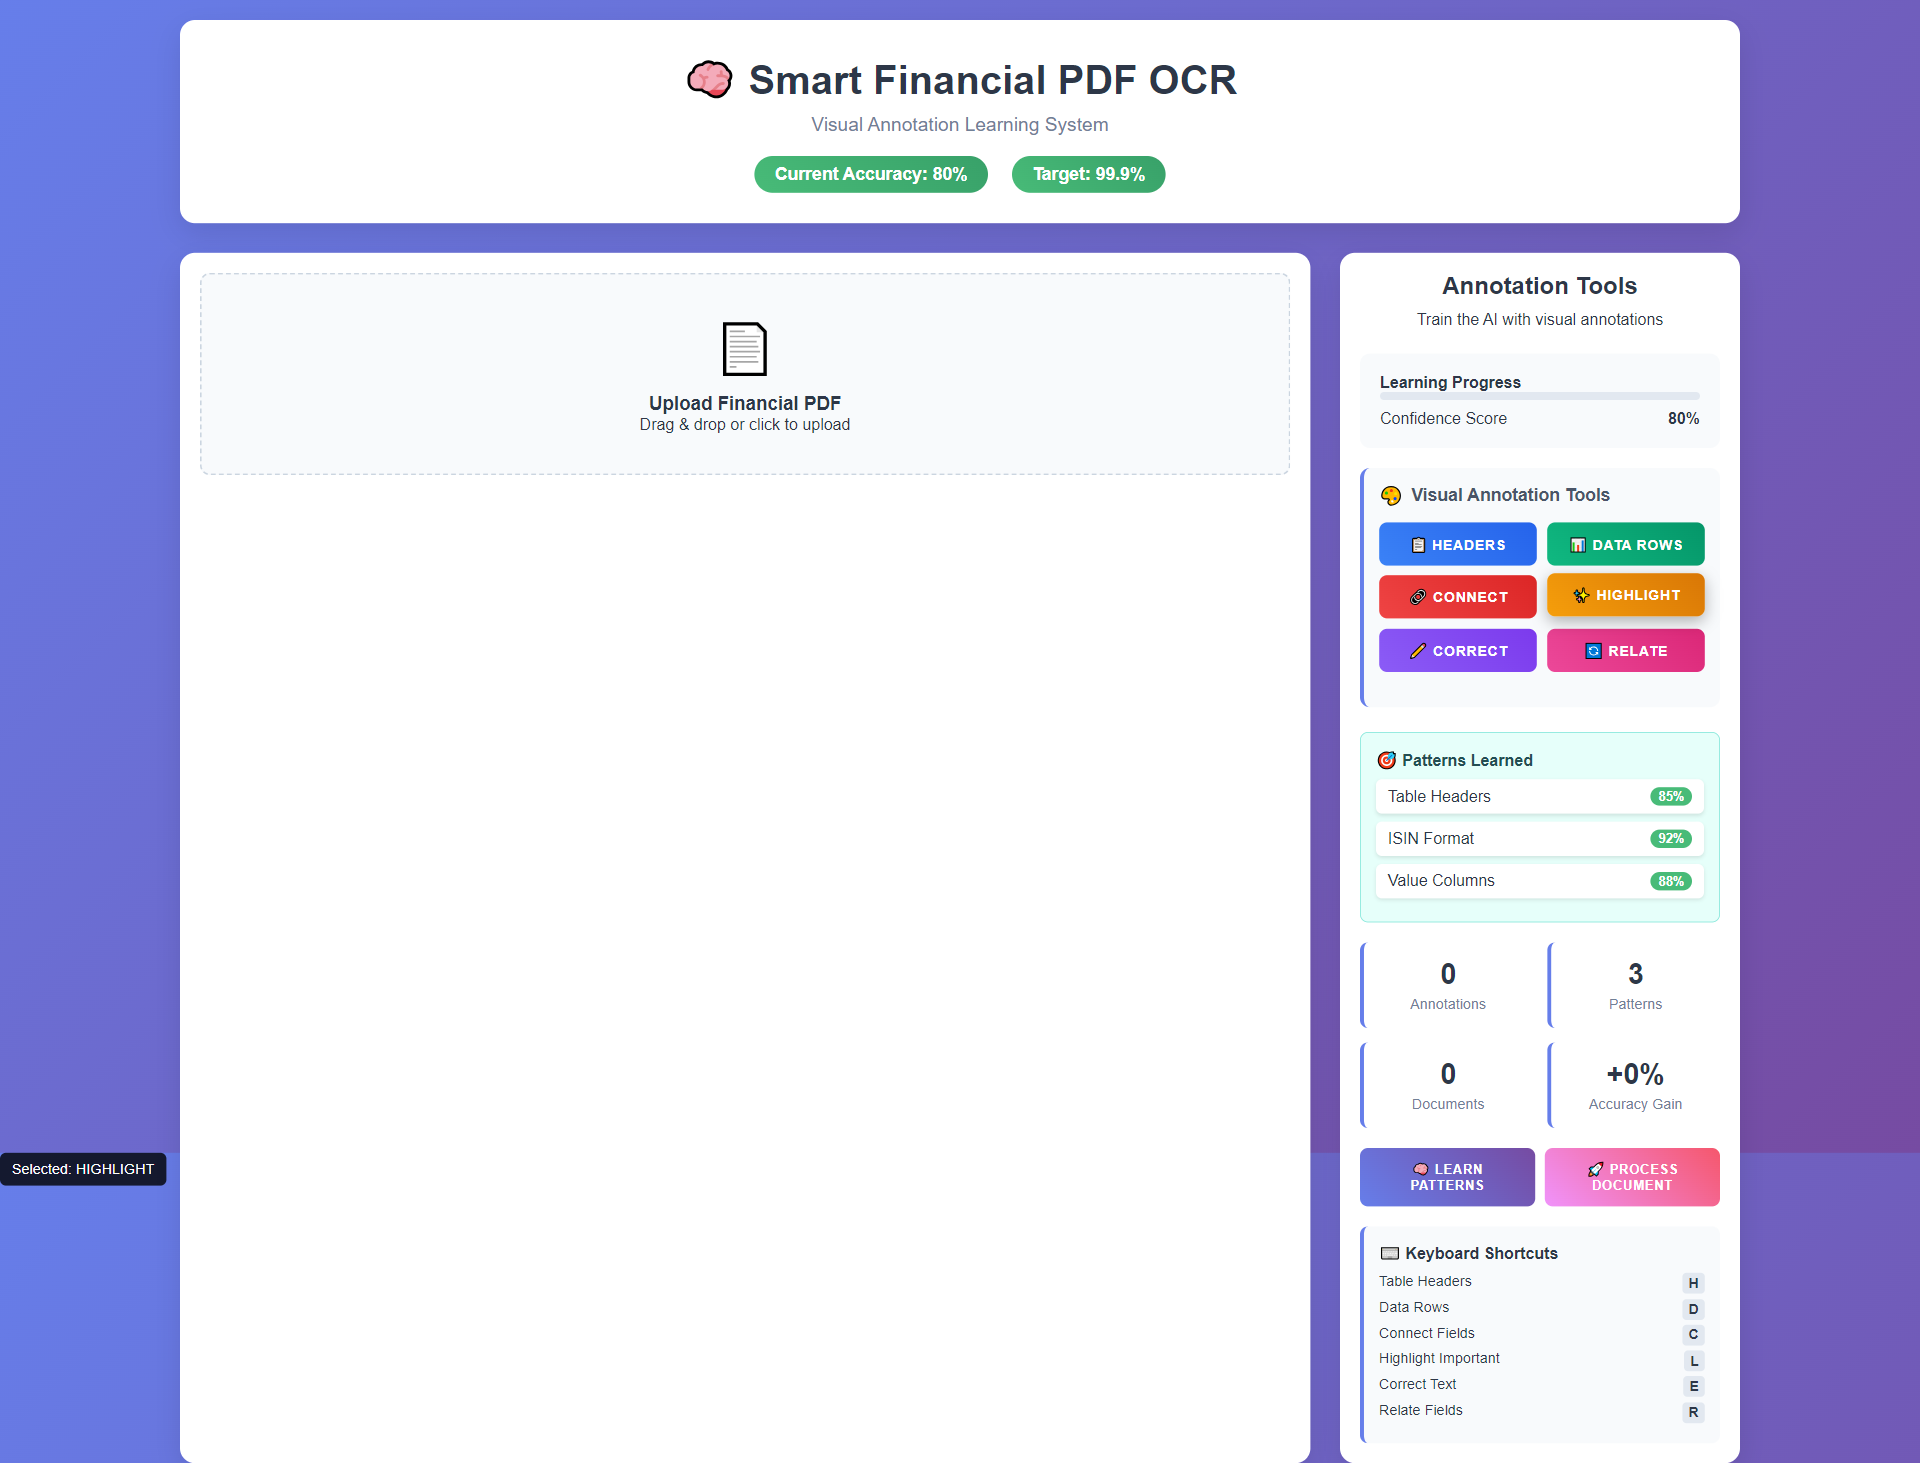 Smart Financial PDF OCR
Visual Annotation Learning System
Current Accuracy: 80%
Target: 99.9%
Upload Financial PDF
Drag & drop or click to upload
Annotation Tools
Train the AI with visual annotations
Learning Progress
Confidence Score 80%
Visual Annotation Tools
HEADERS
DATA ROWS
CONNECT
HIGHLIGHT
CORRECT
RELATE
Patterns Learned
Table Headers 85%
ISIN Format 92%
Value Columns 88%
0
Annotations
3
Patterns
0
Documents
+0%
Accuracy Gain
LEARN
PATTERNS
PROCESS
DOCUMENT
Keyboard Shortcuts
Table Headers H
Data Rows D
Connect Fields C
Highlight Important L
Correct Text E
Relate Fields R
Selected: HIGHLIGHT